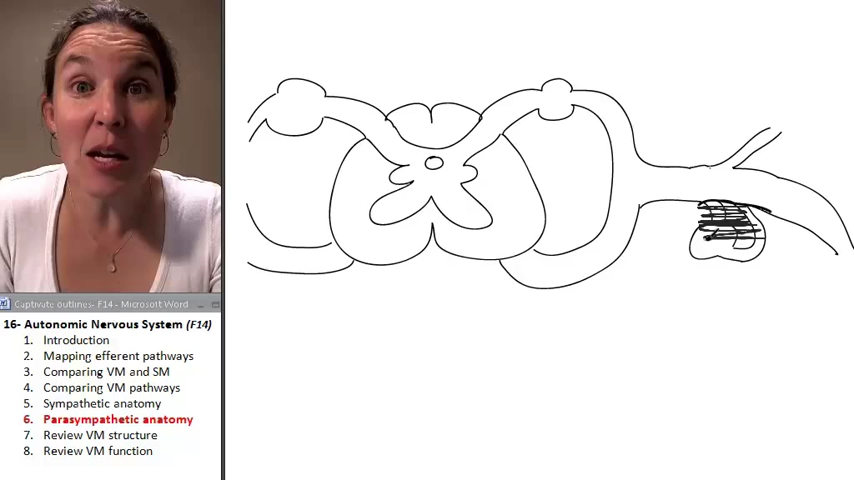 Captivate outlines- F14 - Microsoft Word
16- Autonomic Nervous System (F14)
1. Introduction
2. Mapping efferent pathways
3. Comparing VM and SM
4. Comparing VM pathways
5. Sympathetic anatomy
6. Parasympathetic anatomy
7. Review VM structure
8. Review VM function